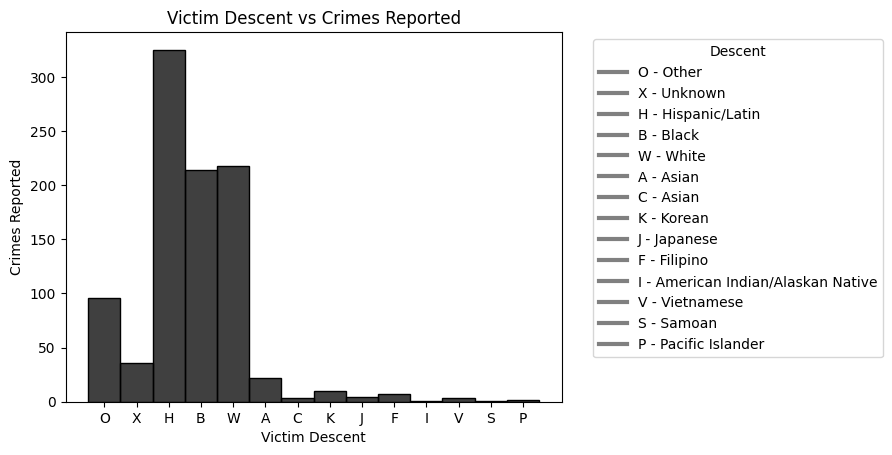 Victim Descent vs Crimes Reported
Crimes Reported
300
250
200
150
100
50
0
O X H B W A C K J F I V S P
Victim Descent
Descent
O - Other
X - Unknown
H - Hispanic/Latin
B - Black
W - White
A - Asian
C - Asian
K - Korean
J - Japanese
F - Filipino
I - American Indian/Alaskan Native
V - Vietnamese
S - Samoan
P - Pacific Islander